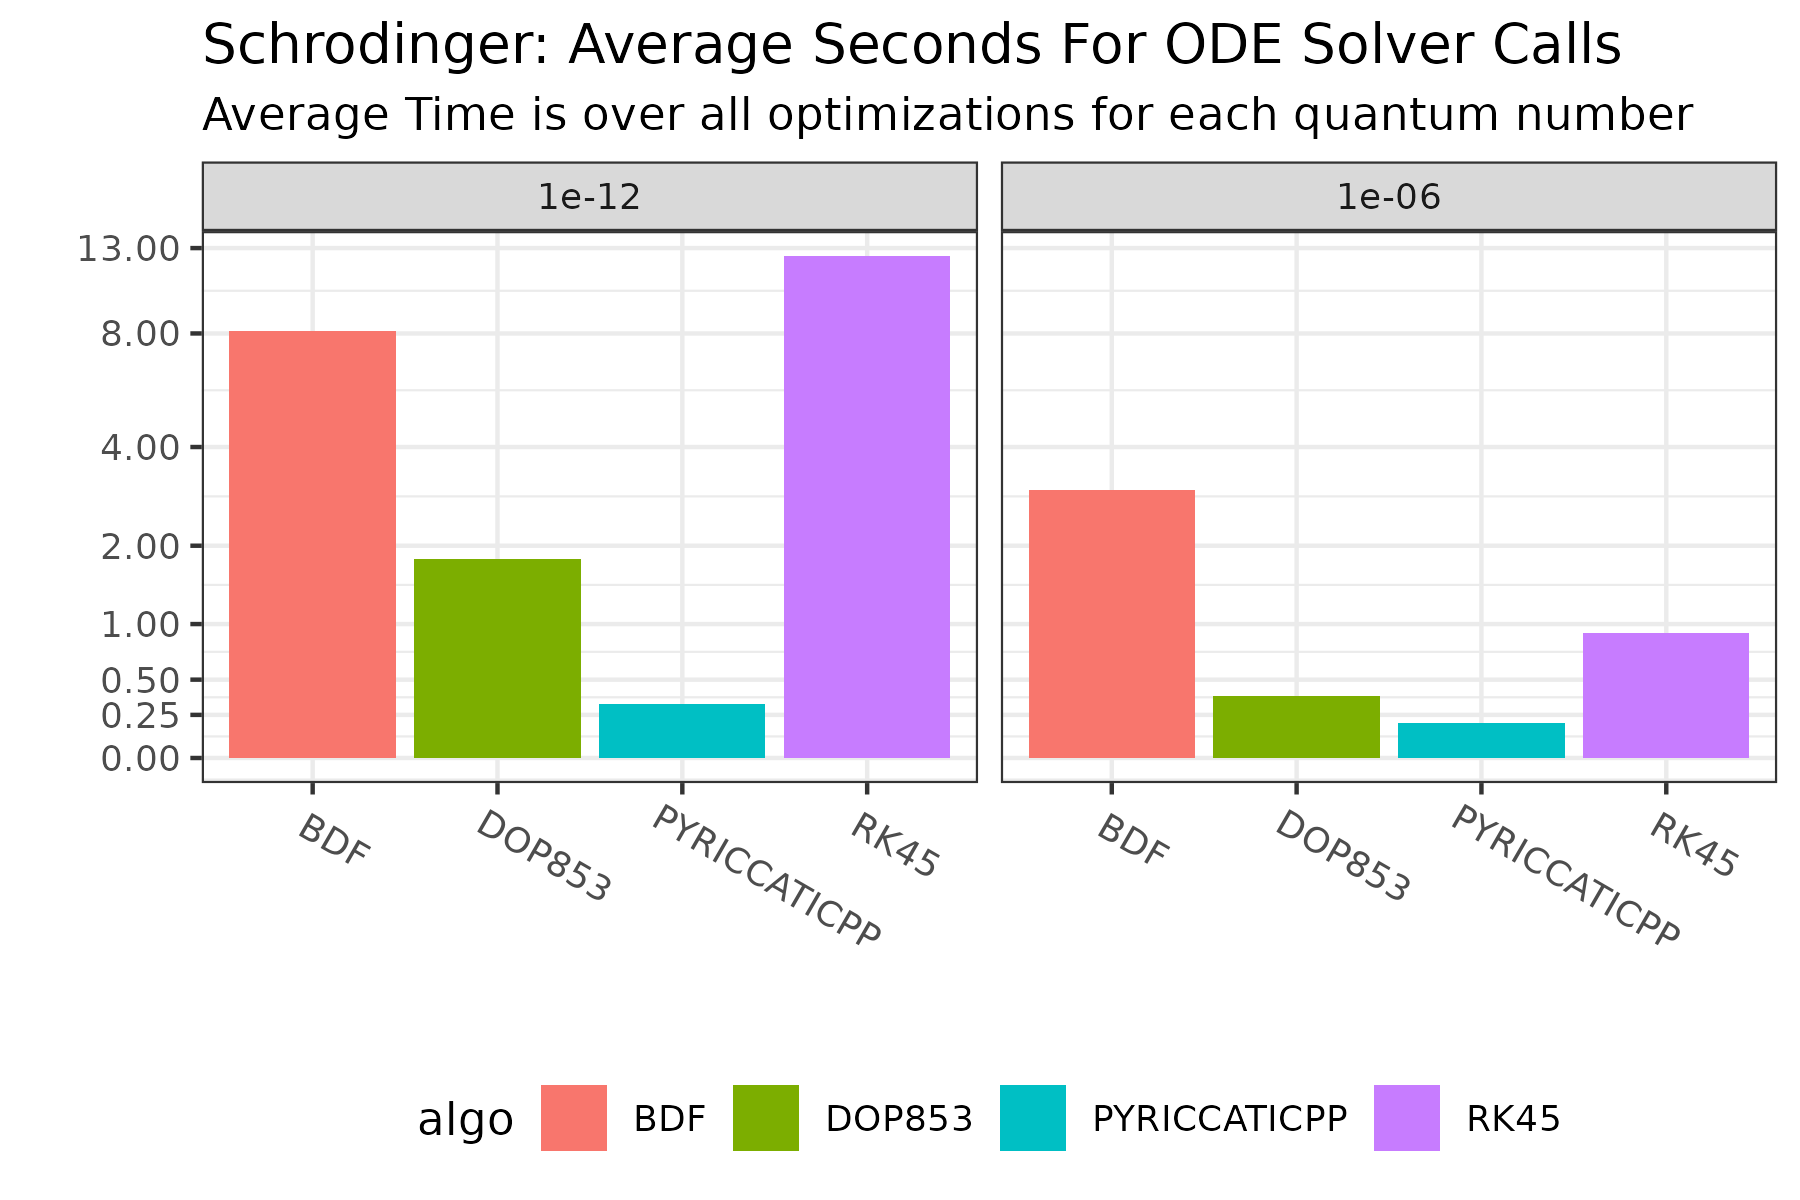 Schrodinger: Average Seconds For ODE Solver Calls
Average Time is over all optimizations for each quantum number
1e-12
1e-06
13.00
8.00
4.00
2.00
1.00
0.50
0.25
0.00
BDF
DOP853
PYRICCATICPP
RK45
BDF
DOP853
PYRICCATICPP
RK45
algo BDF DOP853 PYRICCATICPP RK45